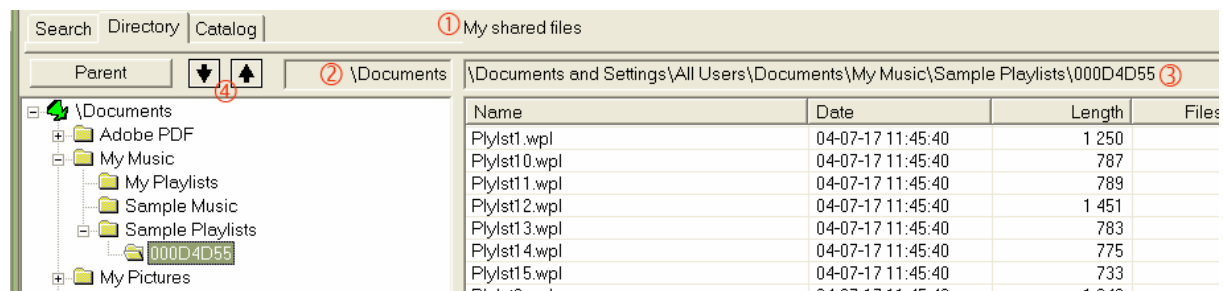 Search Directory Catalog ① My shared files
Parent ④ ② \Documents \Documents and Settings\All Users\Documents\My Music\Sample Playlists\000D4D55 ③
\Documents Name Date Length Files
Adobe PDF Plylst1.wpl 04-07-17 11:45:40 1 250
My Music Plylst10.wpl 04-07-17 11:45:40 787
My Playlists Plylst11.wpl 04-07-17 11:45:40 789
Sample Music Plylst12.wpl 04-07-17 11:45:40 1 451
Sample Playlists Plylst13.wpl 04-07-17 11:45:40 783
000D4D55 Plylst14.wpl 04-07-17 11:45:40 775
My Pictures Plylst15.wpl 04-07-17 11:45:40 733